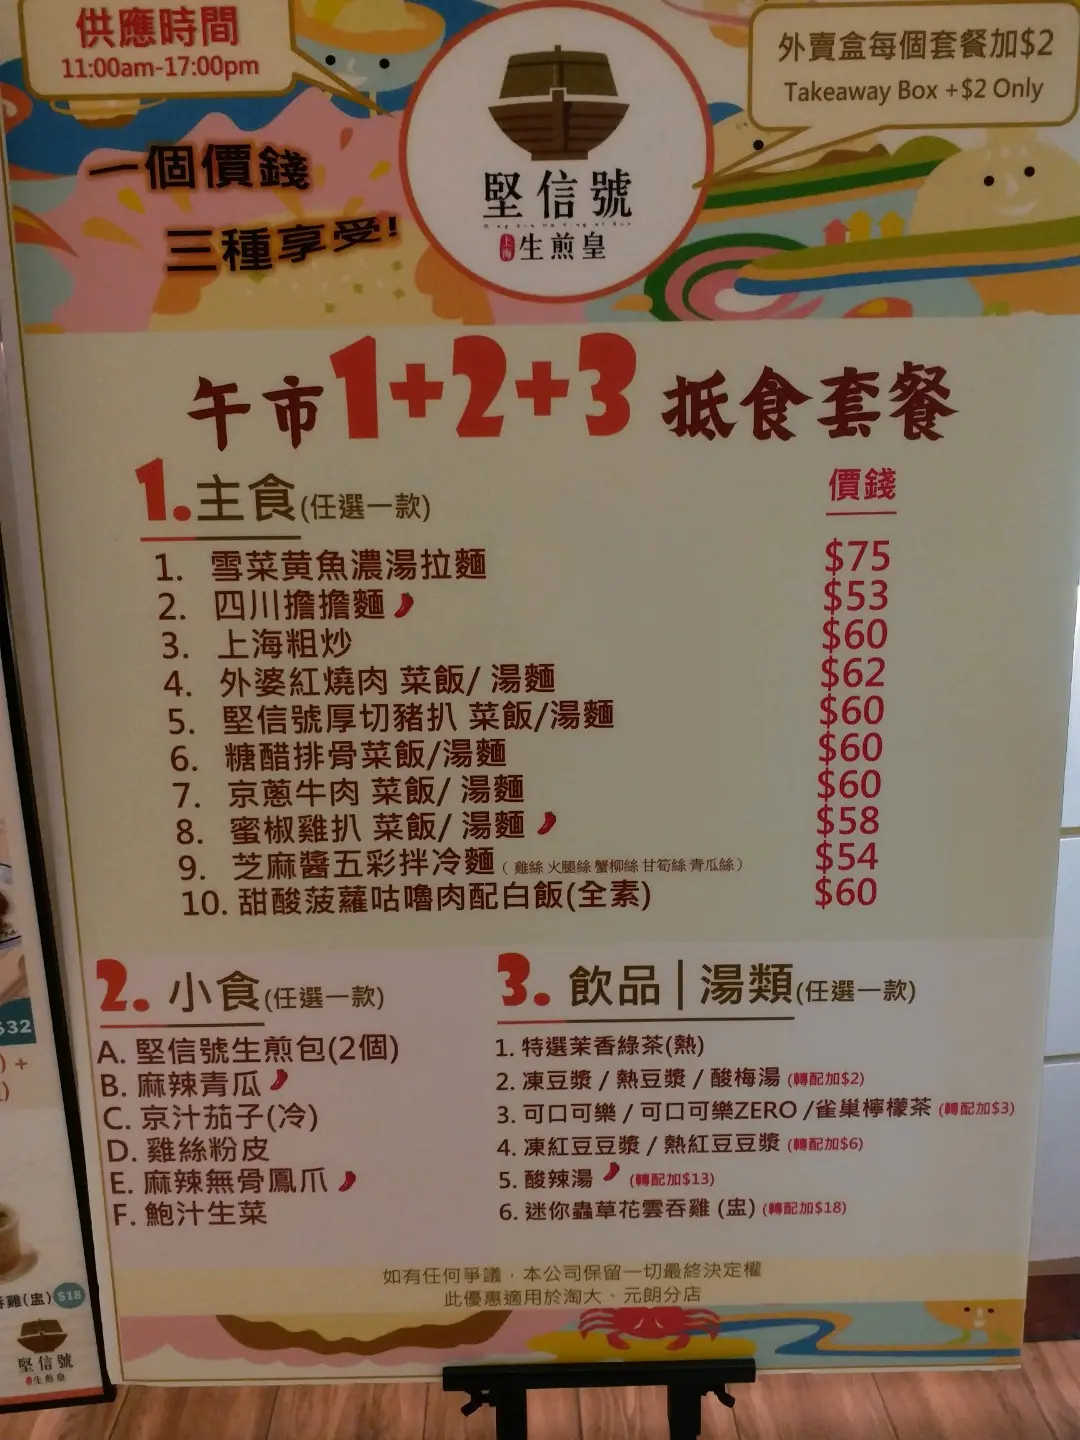 供應時間
11:00am-17:00pm
外賣盒每個套餐加$2
Takeaway Box +$2 Only
一個價錢
三種享受!
堅信號
上海 生煎皇
午市1+2+3抵食套餐
1.主食(任選一款) 價錢
1. 雪菜黄魚濃湯拉麵 $75
2. 四川擔擔麵 $53
3. 上海粗炒 $60
4. 外婆紅燒肉 菜飯/ 湯麵 $62
5. 堅信號厚切豬扒 菜飯/湯麵 $60
6. 糖醋排骨菜飯/湯麵 $60
7. 京蔥牛肉 菜飯/ 湯麵 $60
8. 蜜椒雞扒 菜飯/ 湯麵 $58
9. 芝麻醬五彩拌冷麵 ( 雞絲 火腿絲 蟹柳絲 甘筍絲 青瓜絲 ) $54
10. 甜酸菠蘿咕嚕肉配白飯(全素) $60
2. 小食(任選一款)
A. 堅信號生煎包(2個)
B. 麻辣青瓜
C. 京汁茄子(冷)
D. 雞絲粉皮
E. 麻辣無骨鳳爪
F. 鮑汁生菜
3. 飲品 | 湯類(任選一款)
1. 特選茉香綠茶(熱)
2. 凍豆漿 / 熱豆漿 / 酸梅湯 (轉配加$2)
3. 可口可樂 / 可口可樂ZERO /雀巢檸檬茶 (轉配加$3)
4. 凍紅豆豆漿 / 熱紅豆豆漿 (轉配加$6)
5. 酸辣湯 (轉配加$13)
6. 迷你蟲草花雲吞雞 (盅) (轉配加$18)
如有任何爭議，本公司保留一切最終決定權
此優惠適用於淘大、元朗分店
$32
) +
)
雞(盅) $18
堅信號
生煎皇